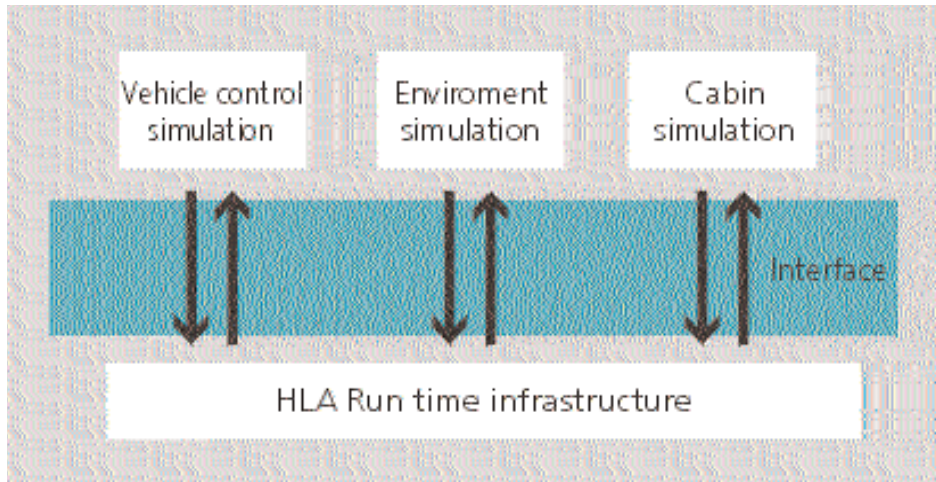 Vehicle control
simulation
Enviroment
simulation
Cabin
simulation
Interface
HLA Run time infrastructure